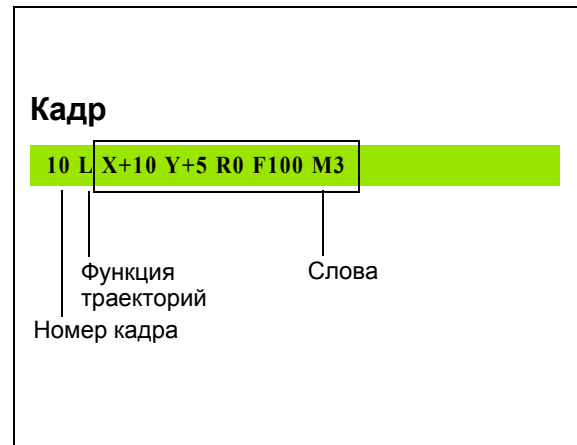 Кадр
10 L X+10 Y+5 R0 F100 M3
Функция
траекторий
Слова
Номер кадра